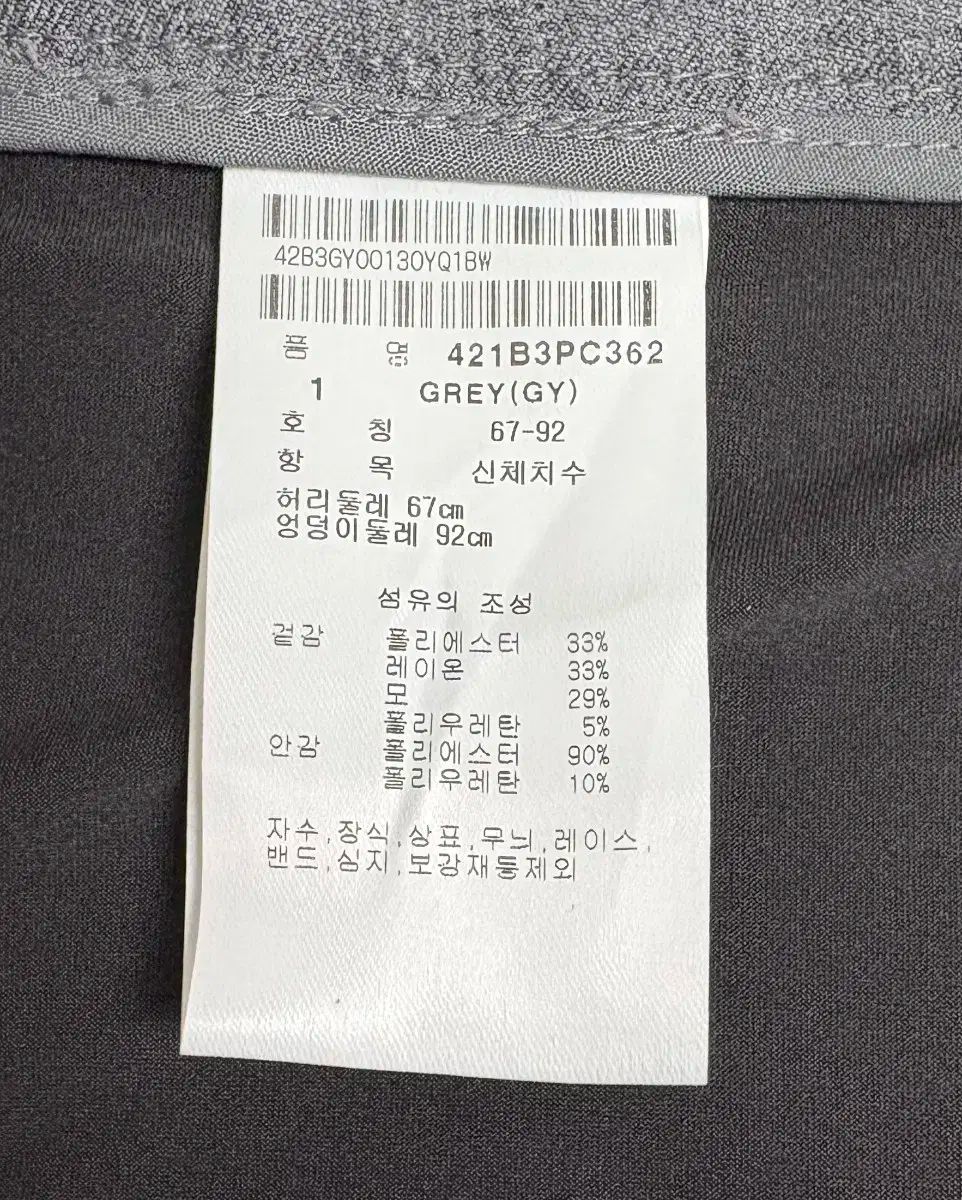 42B3GY00130YQ1BW
품 명 421B3PC362
1 GREY(GY)
호 칭 67-92
항 목 신체치수
허리둘레 67cm
엉덩이둘레 92cm
섬유의 조성
겉감 폴리에스터 33%
레이온 33%
모 29%
폴리우레탄 5%
안감 폴리에스터 90%
폴리우레탄 10%
자수,장식,상표,무늬,레이스,
밴드,심지,보강재등제외